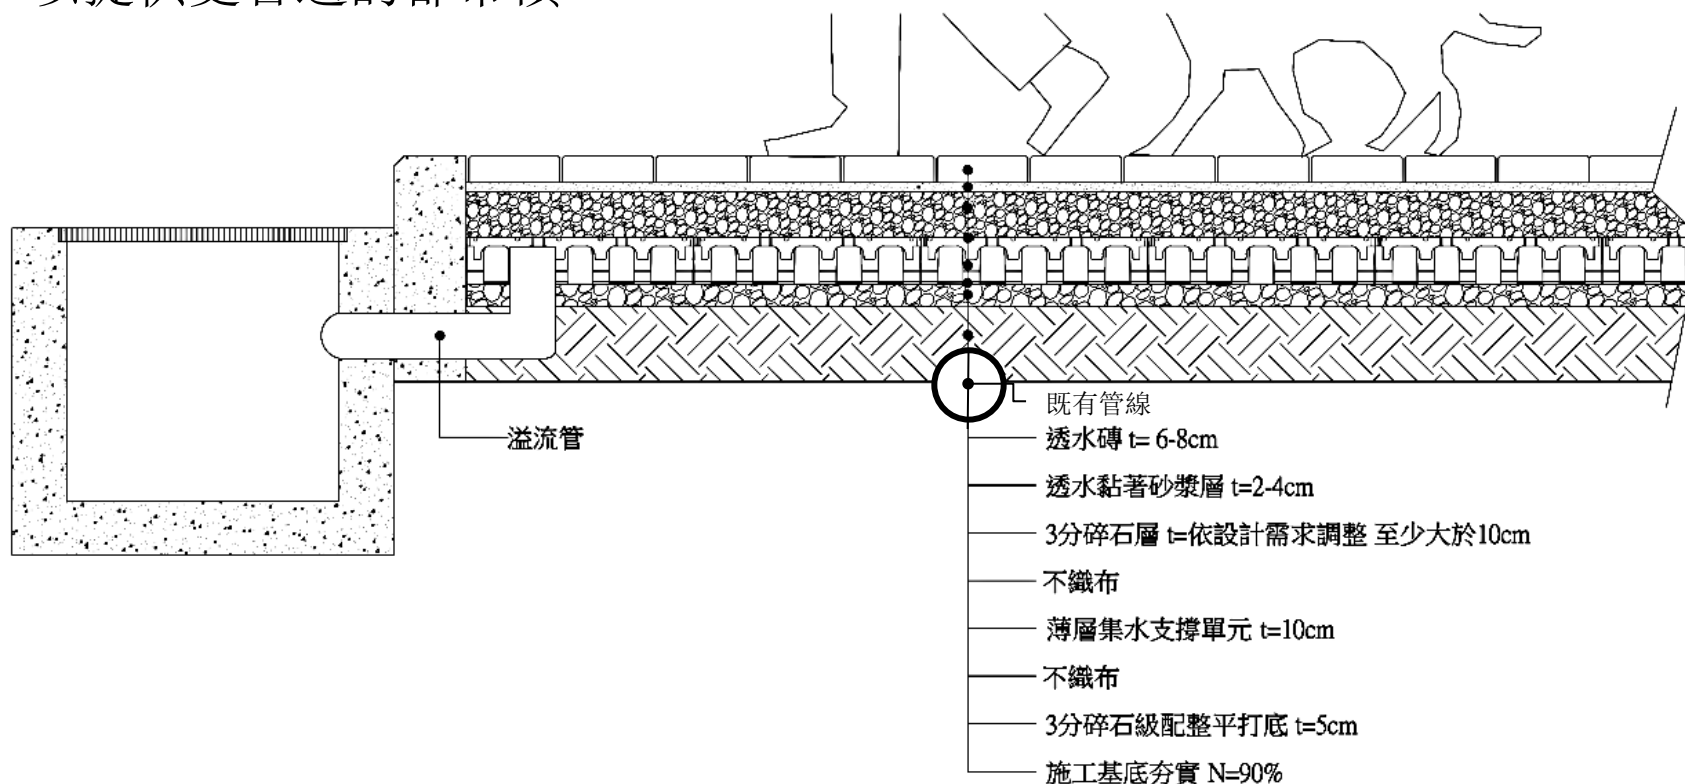 既有管線
溢流管
透水磚 t= 6-8cm
透水黏著砂漿層 t=2-4cm
3分碎石層 t=依設計需求調整 至少大於10cm
不織布
薄層集水支撐單元 t=10cm
不織布
3分碎石級配整平打底 t=5cm
施工基底夯實 N=90%